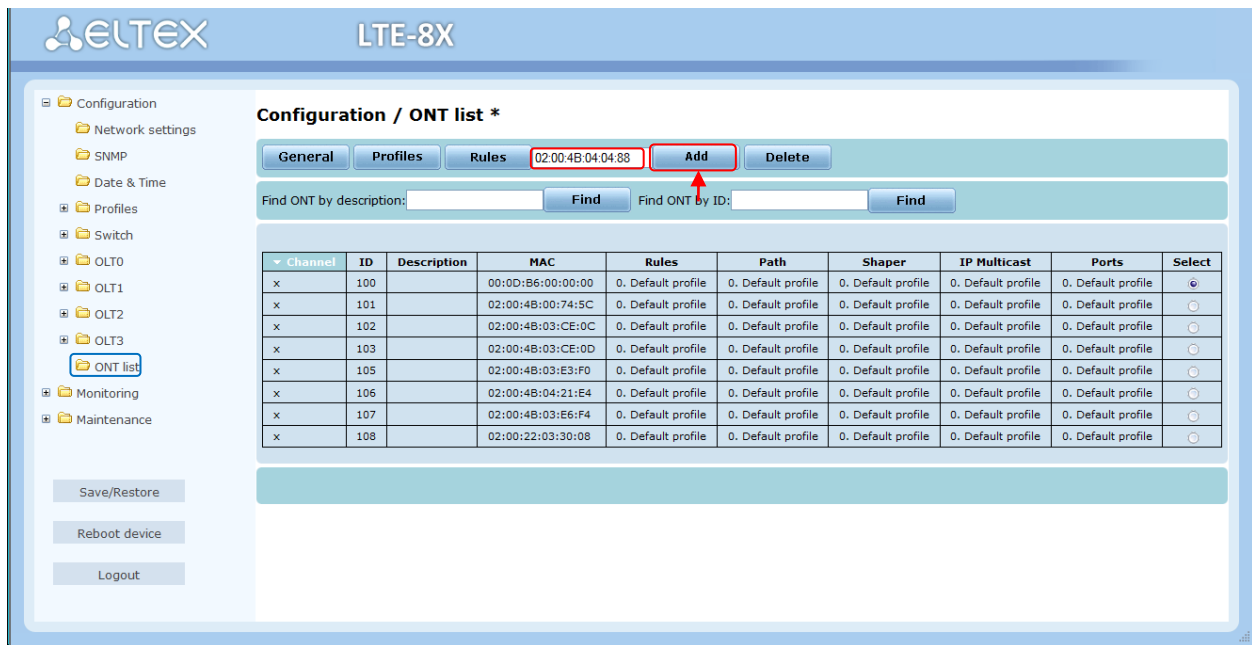 ELTEX LTE-8X
Configuration
Network settings
SNMP
Date & Time
Profiles
Switch
OLT0
OLT1
OLT2
OLT3
ONT list
Monitoring
Maintenance
Save/Restore
Reboot device
Logout
Configuration / ONT list *
General Profiles Rules 02:00:4B:04:04:88 Add Delete
Find ONT by description: Find Find ONT by ID: Find
Channel ID Description MAC Rules Path Shaper IP Multicast Ports Select
x 100 00:0D:B6:00:00:00 0. Default profile 0. Default profile 0. Default profile 0. Default profile 0. Default profile
x 101 02:00:4B:00:74:5C 0. Default profile 0. Default profile 0. Default profile 0. Default profile 0. Default profile
x 102 02:00:4B:03:CE:0C 0. Default profile 0. Default profile 0. Default profile 0. Default profile 0. Default profile
x 103 02:00:4B:03:CE:0D 0. Default profile 0. Default profile 0. Default profile 0. Default profile 0. Default profile
x 105 02:00:4B:03:E3:F0 0. Default profile 0. Default profile 0. Default profile 0. Default profile 0. Default profile
x 106 02:00:4B:04:21:E4 0. Default profile 0. Default profile 0. Default profile 0. Default profile 0. Default profile
x 107 02:00:4B:03:E6:F4 0. Default profile 0. Default profile 0. Default profile 0. Default profile 0. Default profile
x 108 02:00:22:03:30:08 0. Default profile 0. Default profile 0. Default profile 0. Default profile 0. Default profile